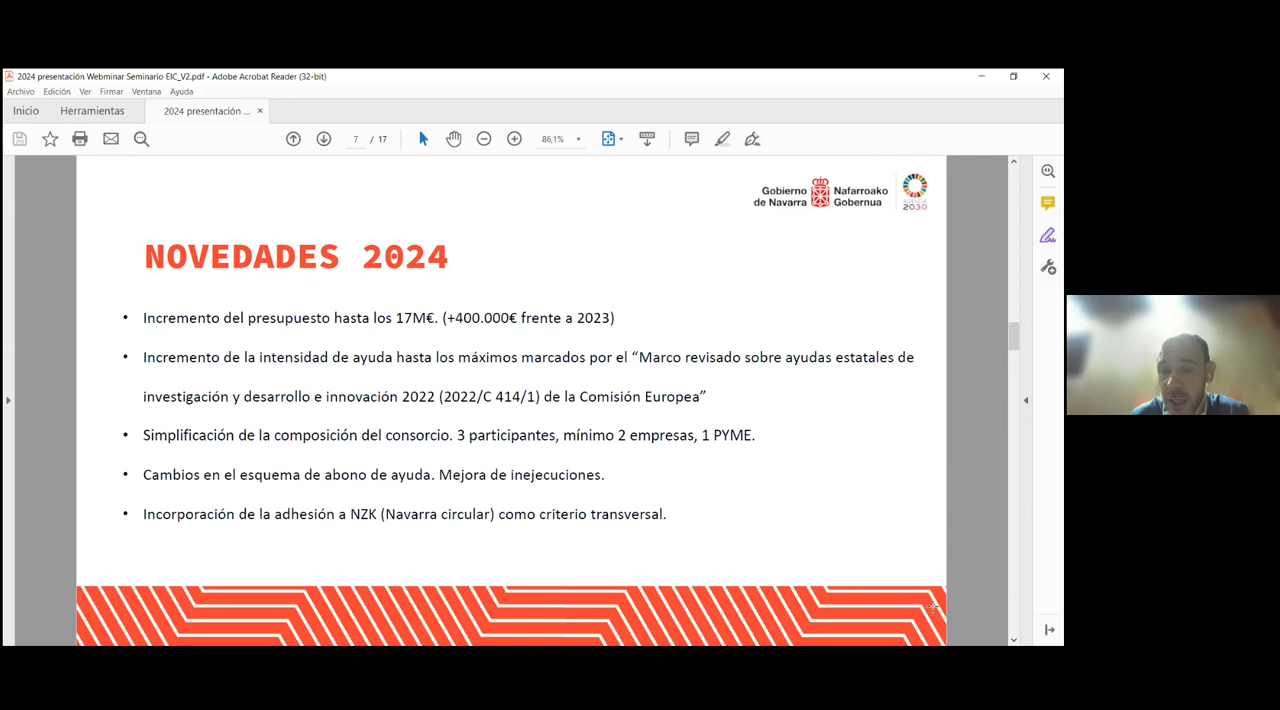 2024 presentación Webminar Seminario EIC_V2.pdf - Adobe Acrobat Reader (32-bit)
Archivo Edición Ver Firmar Ventana Ayuda
Inicio Herramientas 2024 presentación ...
7 / 17 86,1%
Gobierno de Navarra Nafarroako Gobernua
AGENDA 2030
NOVEDADES 2024
• Incremento del presupuesto hasta los 17M€. (+400.000€ frente a 2023)
• Incremento de la intensidad de ayuda hasta los máximos marcados por el “Marco revisado sobre ayudas estatales de
investigación y desarrollo e innovación 2022 (2022/C 414/1) de la Comisión Europea”
• Simplificación de la composición del consorcio. 3 participantes, mínimo 2 empresas, 1 PYME.
• Cambios en el esquema de abono de ayuda. Mejora de inejecuciones.
• Incorporación de la adhesión a NZK (Navarra circular) como criterio transversal.